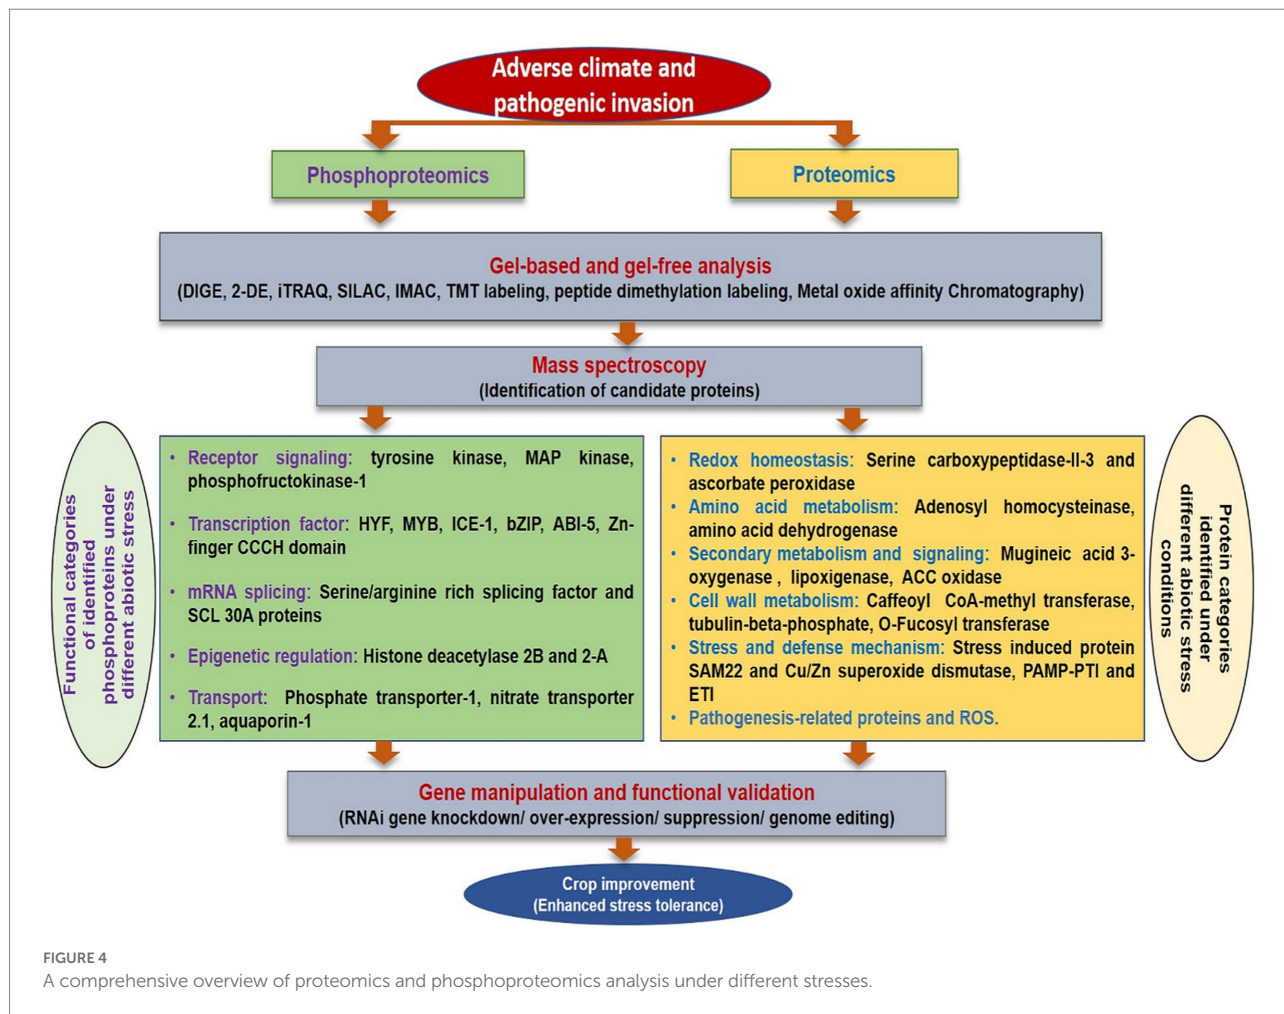 Adverse climate and
pathogenic invasion
Phosphoproteomics
Proteomics
Gel-based and gel-free analysis
(DIGE, 2-DE, iTRAQ, SILAC, IMAC, TMT labeling, peptide dimethylation labeling, Metal oxide affinity Chromatography)
Mass spectroscopy
(Identification of candidate proteins)
Functional categories
of identified
phosphoproteins under
different abiotic stress
• Receptor signaling: tyrosine kinase, MAP kinase,
phosphofructokinase-1
• Transcription factor: HYF, MYB, ICE-1, bZIP, ABI-5, Zn-
finger CCCH domain
• mRNA splicing: Serine/arginine rich splicing factor and
SCL 30A proteins
• Epigenetic regulation: Histone deacetylase 2B and 2-A
• Transport: Phosphate transporter-1, nitrate transporter
2.1, aquaporin-1
• Redox homeostasis: Serine carboxypeptidase-II-3 and
ascorbate peroxidase
• Amino acid metabolism: Adenosyl homocysteinase,
amino acid dehydrogenase
• Secondary metabolism and signaling: Mugineic acid 3-
oxygenase , lipoxigenase, ACC oxidase
• Cell wall metabolism: Caffeoyl CoA-methyl transferase,
tubulin-beta-phosphate, O-Fucosyl transferase
• Stress and defense mechanism: Stress induced protein
SAM22 and Cu/Zn superoxide dismutase, PAMP-PTI and
ETI
• Pathogenesis-related proteins and ROS.
Protein categories
identified under
different abiotic stress
conditions
Gene manipulation and functional validation
(RNAi gene knockdown/ over-expression/ suppression/ genome editing)
Crop improvement
(Enhanced stress tolerance)
FIGURE 4
A comprehensive overview of proteomics and phosphoproteomics analysis under different stresses.